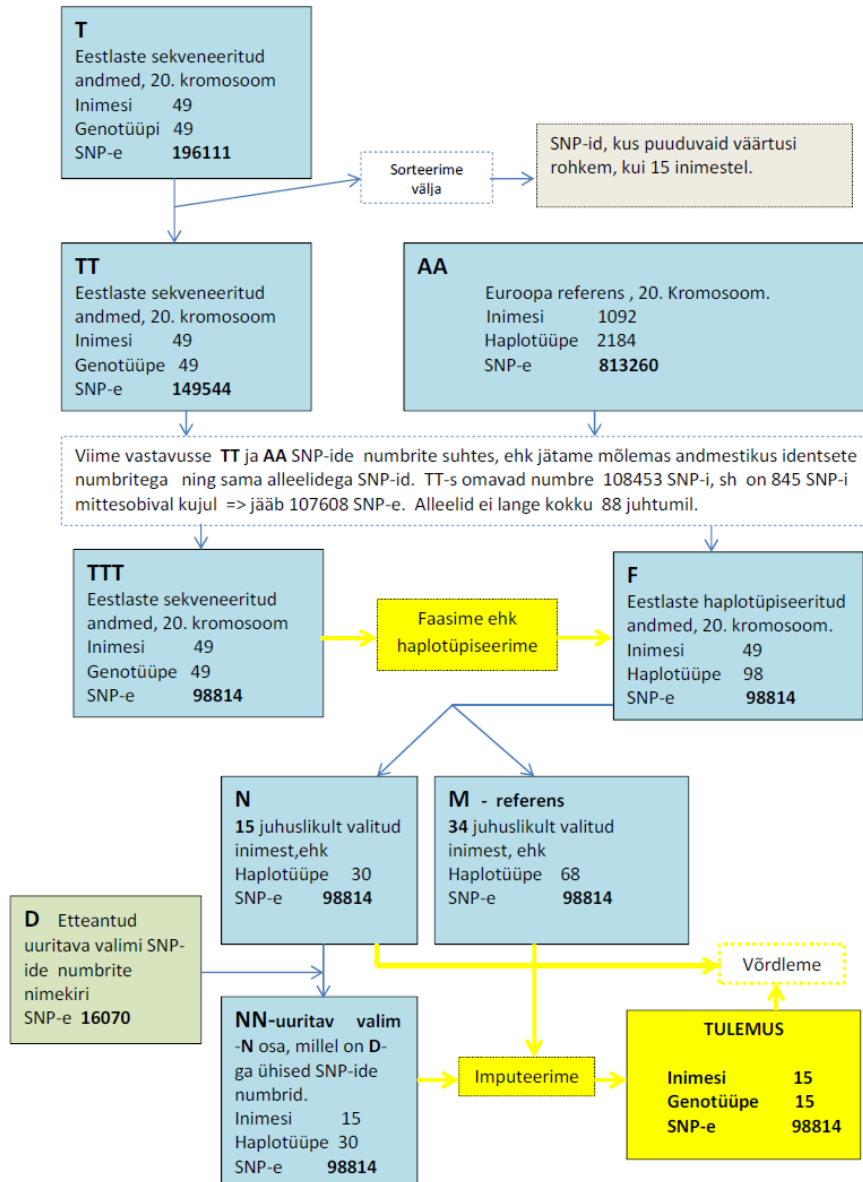 T
Eestlaste sekveneeritud
andmed, 20. kromosoom
Inimesi 49
Genotüüpi 49
SNP-e 196111
Sorteerime
välja
SNP-id, kus puuduvaid väärtusi
rohkem, kui 15 inimestel.
TT
Eestlaste sekveneeritud
andmed, 20. kromosoom
Inimesi 49
Genotüüpe 49
SNP-e 149544
AA
Euroopa referens , 20. Kromosoom.
Inimesi 1092
Haplotüüpe 2184
SNP-e 813260
Viime vastavusse TT ja AA SNP-ide numbrite suhtes, ehk jätame mõlemas andmestikus identsete
numbritega ning sama alleelidega SNP-id. TT-s omavad numbre 108453 SNP-i, sh on 845 SNP-i
mittesobival kujul => jääb 107608 SNP-e. Alleelid ei lange kokku 88 juhtumil.
TTT
Eestlaste sekveneeritud
andmed, 20. kromosoom
Inimesi 49
Genotüüpe 49
SNP-e 98814
Faasime ehk
haplotüpiseerime
F
Eestlaste haplotüpiseeritud
andmed, 20. kromosoom.
Inimesi 49
Haplotüüpe 98
SNP-e 98814
N
15 juhuslikult valitud
inimest,ehk
Haplotüüpe 30
SNP-e 98814
M - referens
34 juhuslikult valitud
inimest, ehk
Haplotüüpe 68
SNP-e 98814
D Etteantud
uuritava valimi SNP-
ide numbrite
nimekiri
SNP-e 16070
Võrdleme
NN-uuritav valim
-N osa, millel on D-
ga ühised SNP-ide
numbrid.
Inimesi 15
Haplotüüpe 30
SNP-e 98814
Imputeerime
TULEMUS
Inimesi 15
Genotüüpe 15
SNP-e 98814